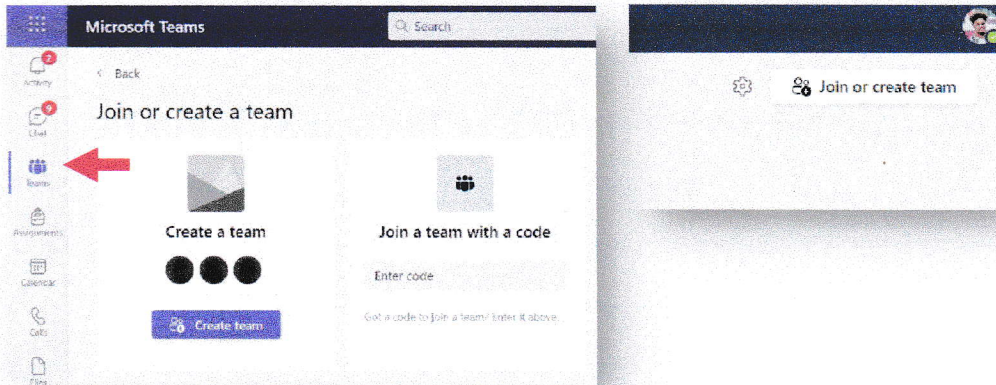 Microsoft Teams
Search
2
Activity
Back
Join or create a team
9
Chat
Teams
Create a team
Join a team with a code
Assignments
Enter code
Calendar
Create team
Got a code to join a team? Enter it above.
Calls
Files
Join or create team